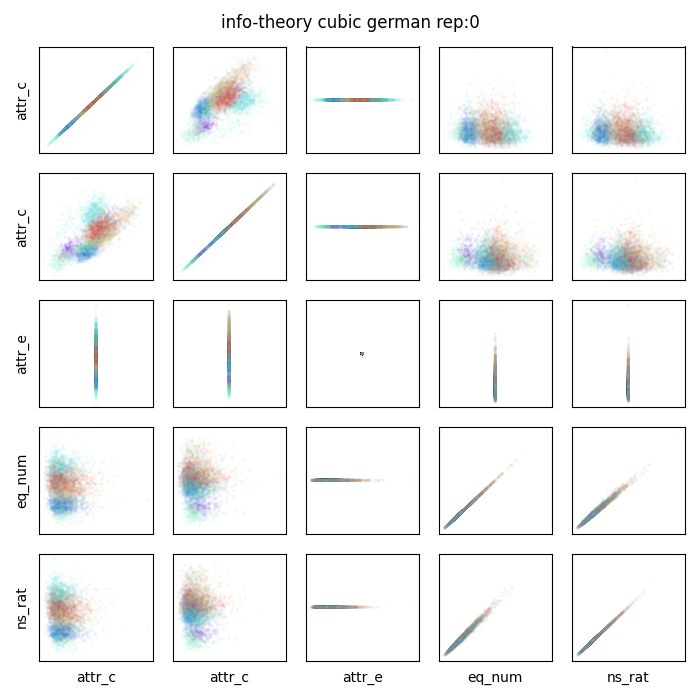 info-theory cubic german rep:0
attr_c
attr_c
attr_e
eq_num
ns_rat
attr_c attr_c attr_e eq_num ns_rat